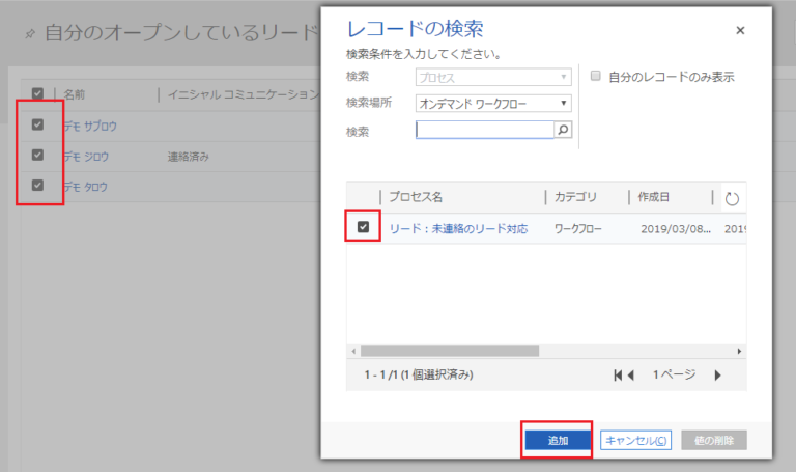 自分のオープンしているリード
名前
イニシャル コミュニケーション
デモ サブロウ
デモ ジロウ
連絡済み
デモ タロウ
レコードの検索
検索条件を入力してください。
検索
プロセス
自分のレコードのみ表示
検索場所
オンデマンド ワークフロー
検索
プロセス名
カテゴリ
作成日
リード：未連絡のリード対応
ワークフロー
2019/03/08...
2019
1 - 1 /1 (1 個選択済み)
1 ページ
追加
キャンセル(C)
値の削除